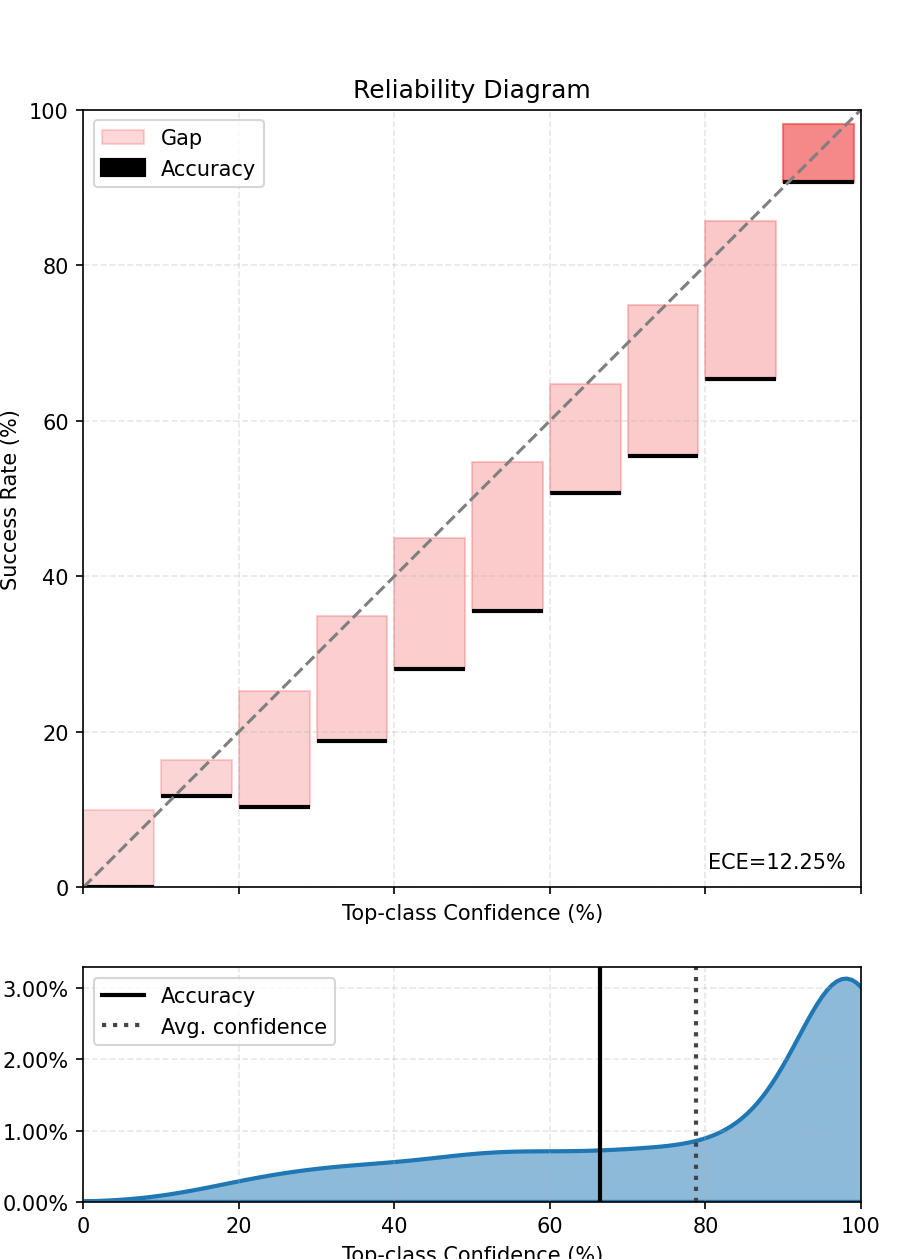 Reliability Diagram
100
80
60
40
20
0
Success Rate (%)
Gap
Accuracy
ECE=12.25%
Top-class Confidence (%)
3.00%
2.00%
1.00%
0.00%
Accuracy
Avg. confidence
0
20
40
60
80
100
Top-class Confidence (%)